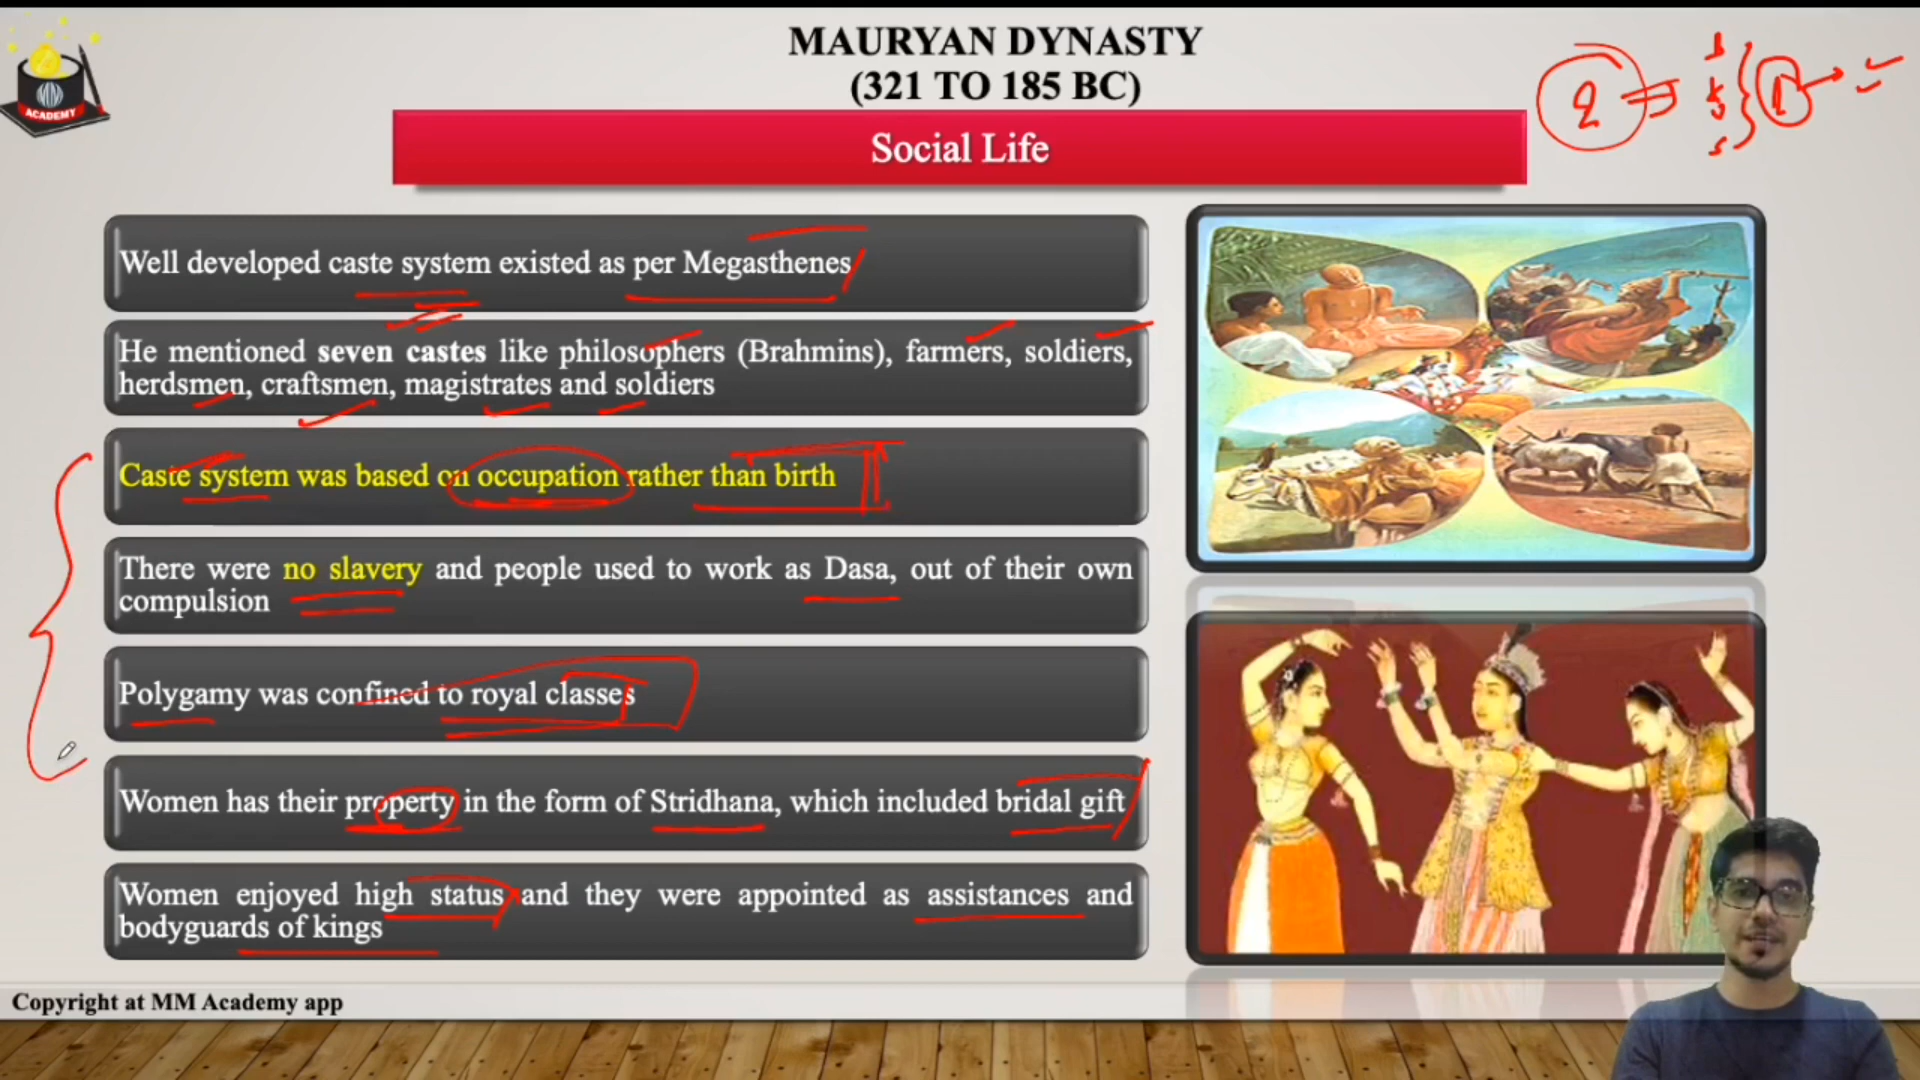 MAURYAN DYNASTY
(321 TO 185 BC)
ACADEMY
Social Life
Well developed caste system existed as per Megasthenes
He mentioned seven castes like philosophers (Brahmins), farmers, soldiers,
herdsmen, craftsmen, magistrates and soldiers
Caste system was based on occupation rather than birth
There were no slavery and people used to work as Dasa, out of their own
compulsion
Polygamy was confined to royal classes
Women has their property in the form of Stridhana, which included bridal gift
Women enjoyed high status and they were appointed as assistances and
bodyguards of kings
Copyright at MM Academy app